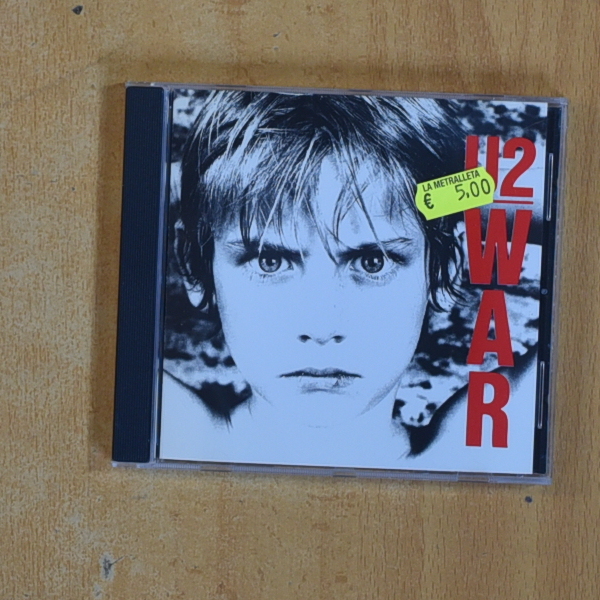 U2
LA METRALLETA
€ 5,00
WAR